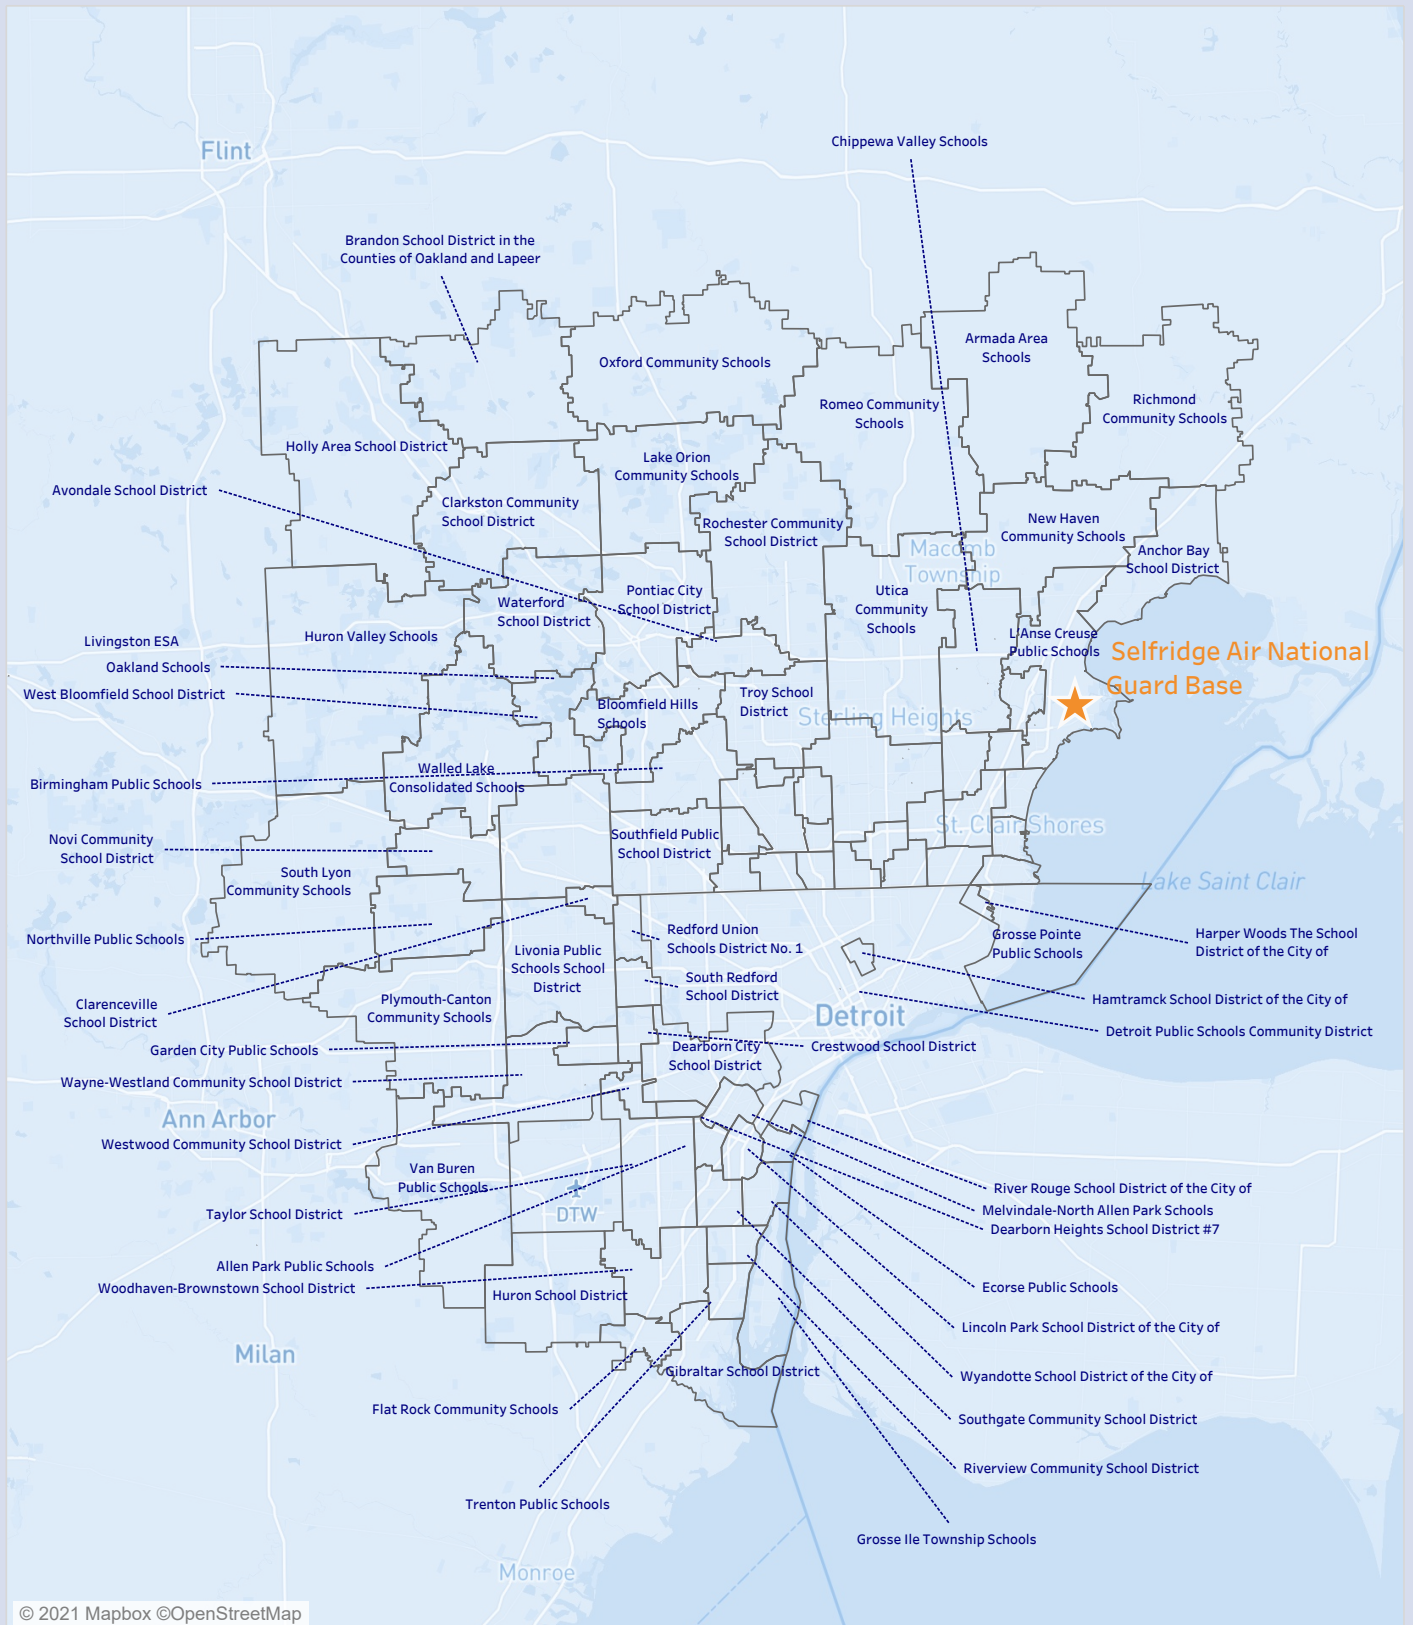 Flint
Chippewa Valley Schools
Brandon School District in the
Counties of Oakland and Lapeer
Armada Area
Schools
Oxford Community Schools
Romeo Community
Schools
Richmond
Community Schools
Holly Area School District
Lake Orion
Community Schools
Avondale School District
Clarkston Community
School District
Rochester Community
School District
New Haven
Community Schools
Macomb
Township
Anchor Bay
School District
Waterford
School District
Pontiac City
School District
Utica
Community
Schools
Livingston ESA
Huron Valley Schools
L'Anse Creuse
Public Schools
Selfridge Air National
Guard Base
Oakland Schools
West Bloomfield School District
Bloomfield Hills
Schools
Troy School
District
Sterling Heights
Walled Lake
Consolidated Schools
Birmingham Public Schools
Novi Community
School District
Southfield Public
School District
St. Clair Shores
South Lyon
Community Schools
Lake Saint Clair
Northville Public Schools
Livonia Public
Schools School
District
Redford Union
Schools District No. 1
Grosse Pointe
Public Schools
Harper Woods The School
District of the City of
South Redford
School District
Clarenceville
School District
Plymouth-Canton
Community Schools
Hamtramck School District of the City of
Detroit
Detroit Public Schools Community District
Garden City Public Schools
Dearborn City
School District
Crestwood School District
Wayne-Westland Community School District
Ann Arbor
Westwood Community School District
Van Buren
Public Schools
River Rouge School District of the City of
Taylor School District
DTW
Melvindale-North Allen Park Schools
Dearborn Heights School District #7
Allen Park Public Schools
Woodhaven-Brownstown School District
Huron School District
Ecorse Public Schools
Lincoln Park School District of the City of
Milan
Gibraltar School District
Wyandotte School District of the City of
Flat Rock Community Schools
Southgate Community School District
Riverview Community School District
Trenton Public Schools
Grosse Ile Township Schools
Monroe
© 2021 Mapbox ©OpenStreetMap